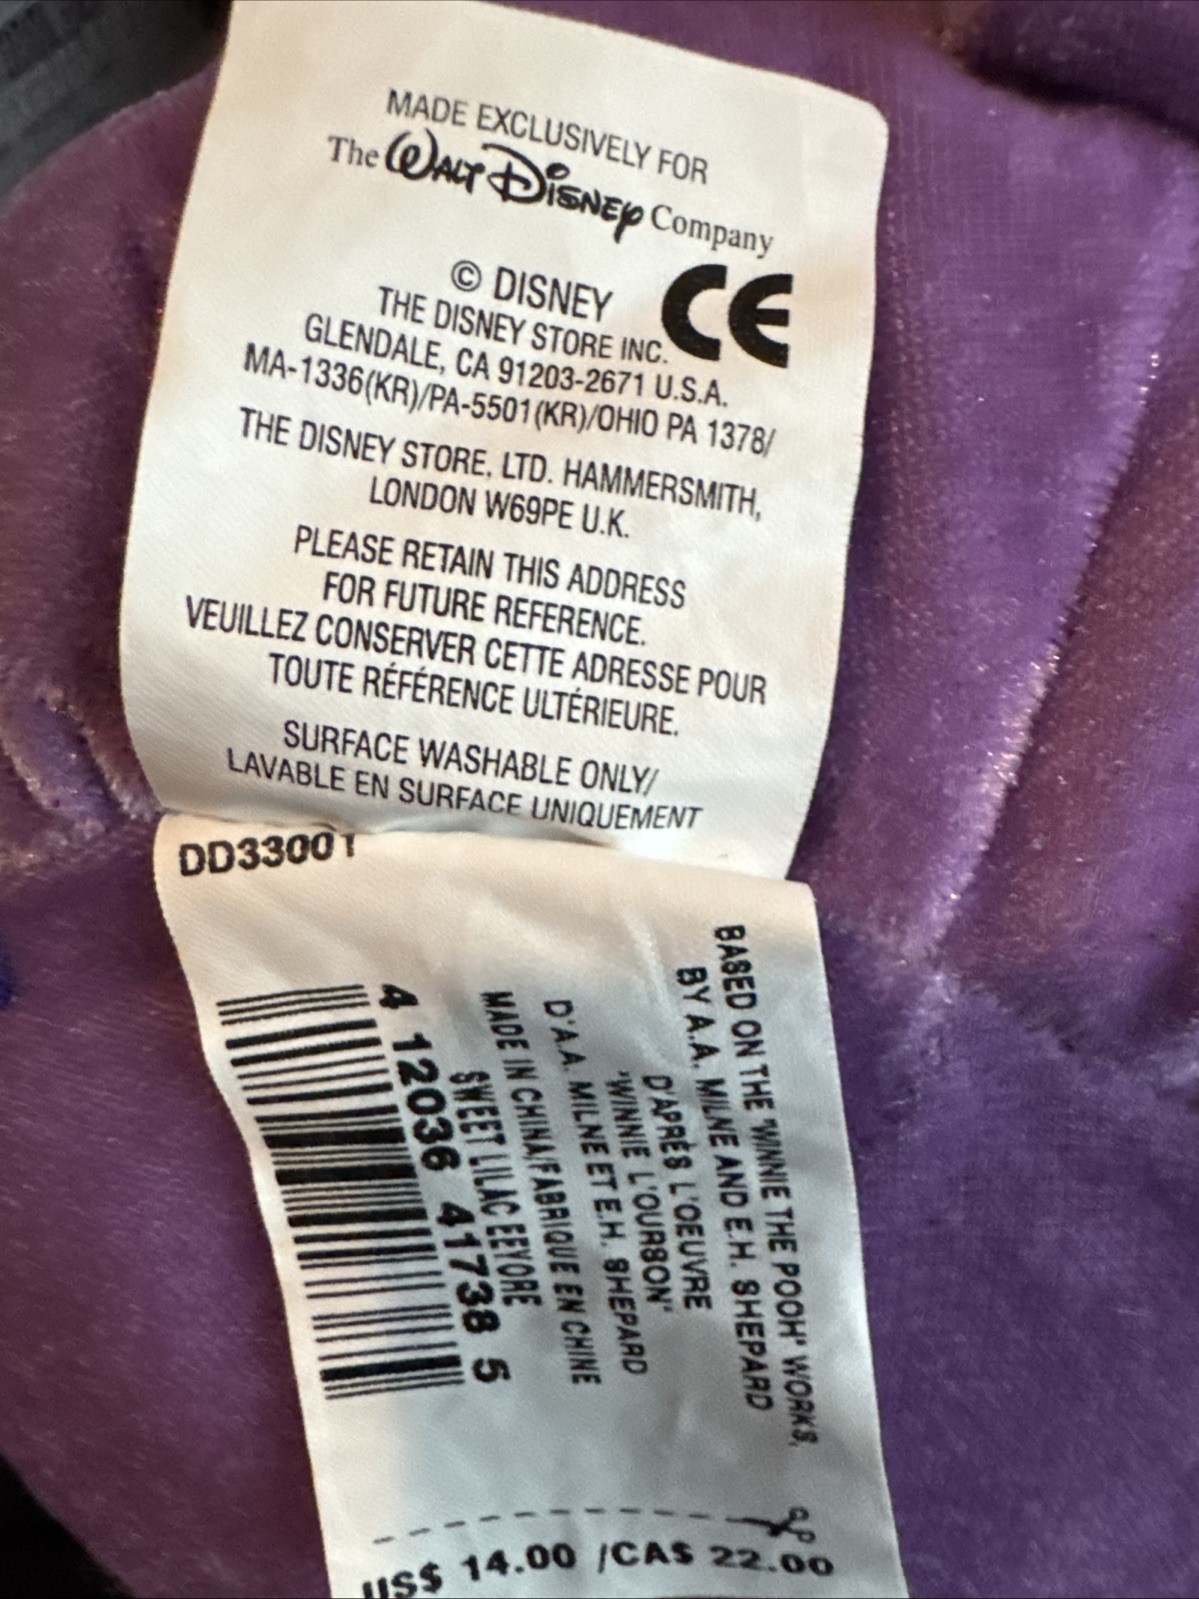 MADE EXCLUSIVELY FOR
The WALT DISNEY Company
© DISNEY
CE
THE DISNEY STORE INC.
GLENDALE, CA 91203-2671 U.S.A.
MA-1336(KR)/PA-5501(KR)/OHIO PA 1378/
THE DISNEY STORE, LTD. HAMMERSMITH,
LONDON W69PE U.K.
PLEASE RETAIN THIS ADDRESS
FOR FUTURE REFERENCE.
VEUILLEZ CONSERVER CETTE ADRESSE POUR
TOUTE RÉFÉRENCE ULTÉRIEURE.
SURFACE WASHABLE ONLY/
LAVABLE EN SURFACE UNIQUEMENT
DD33001
BASED ON THE "WINNIE THE POOH" WORKS,
BY A.A. MILNE AND E.H. SHEPARD
D'APRÈS L'OEUVRE
"WINNIE L'OURSON"
D'A.A. MILNE ET E.H. SHEPARD
MADE IN CHINA/FABRIQUE EN CHINE
SWEET LILAC EEYORE
4 12036 41738 5
US$ 14.00 /CA$ 22.00